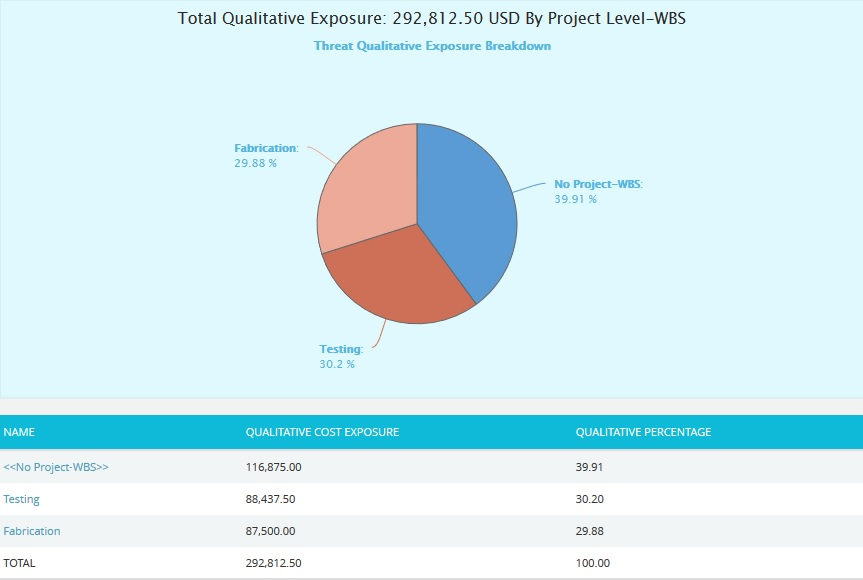 Total Qualitative Exposure: 292,812.50 USD By Project Level-WBS
Threat Qualitative Exposure Breakdown
Fabrication:
29.88 %
No Project-WBS:
39.91 %
Testing:
30.2 %
NAME QUALITATIVE COST EXPOSURE QUALITATIVE PERCENTAGE
<<No Project-WBS>> 116,875.00 39.91
Testing 88,437.50 30.20
Fabrication 87,500.00 29.88
TOTAL 292,812.50 100.00